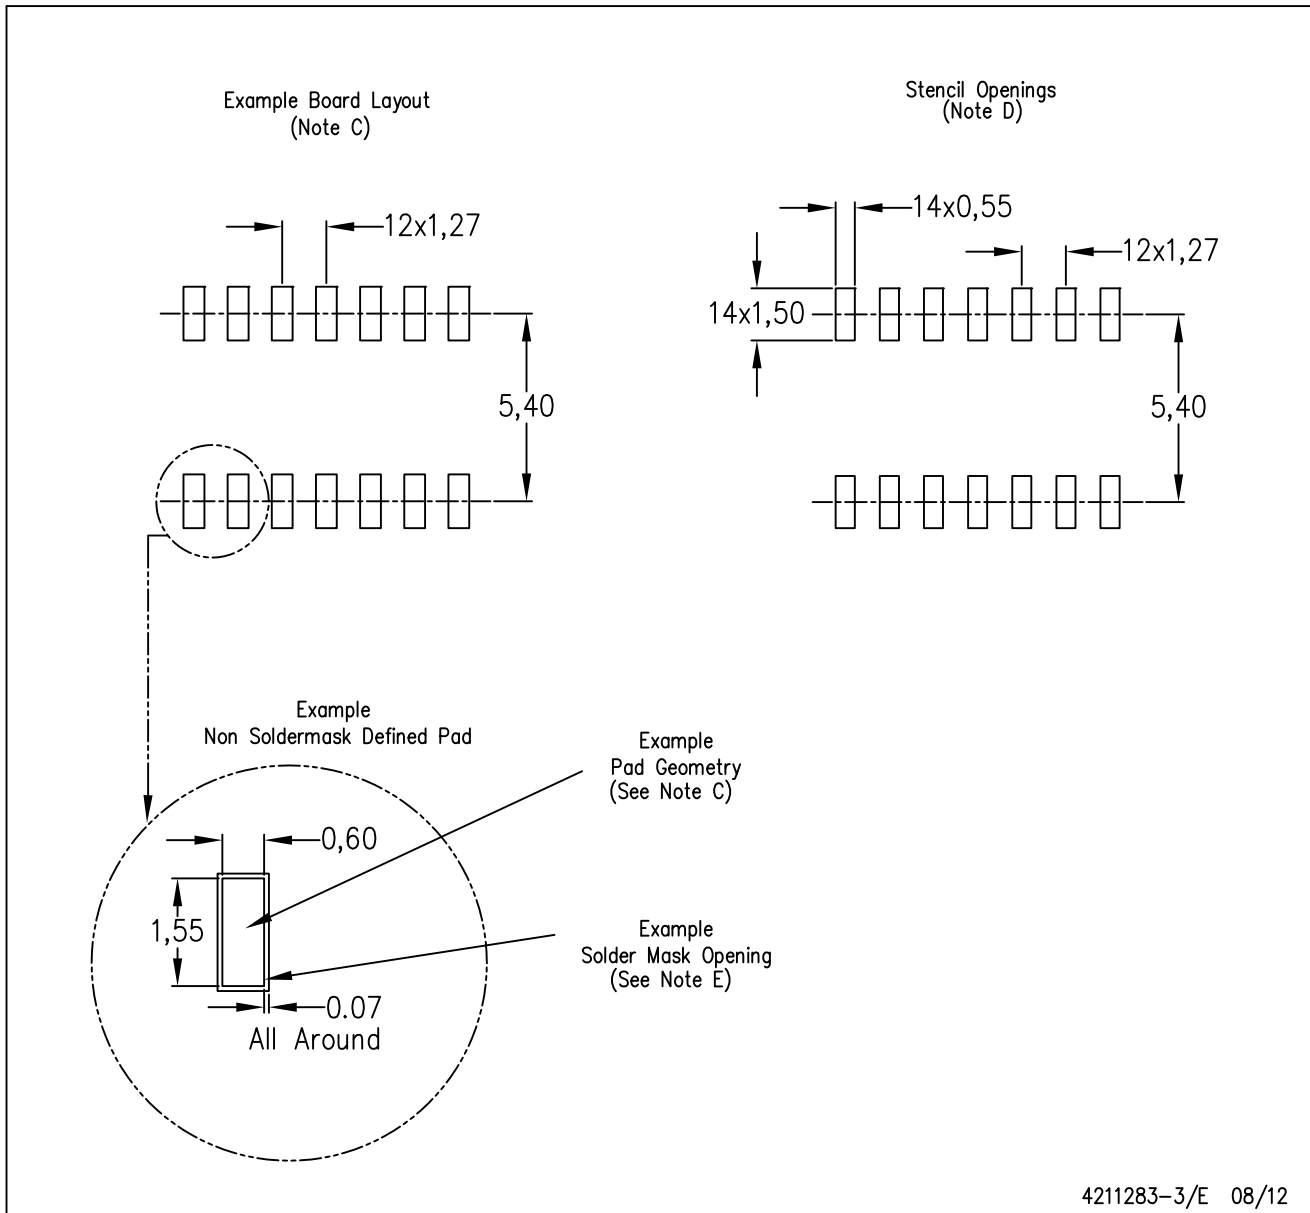 Example Board Layout
(Note C)
Stencil Openings
(Note D)
12x1,27
5,40
14x0,55
12x1,27
14x1,50
5,40
Example
Non Soldermask Defined Pad
Example
Pad Geometry
(See Note C)
0,60
1,55
Example
Solder Mask Opening
(See Note E)
0.07
All Around
4211283-3/E 08/12